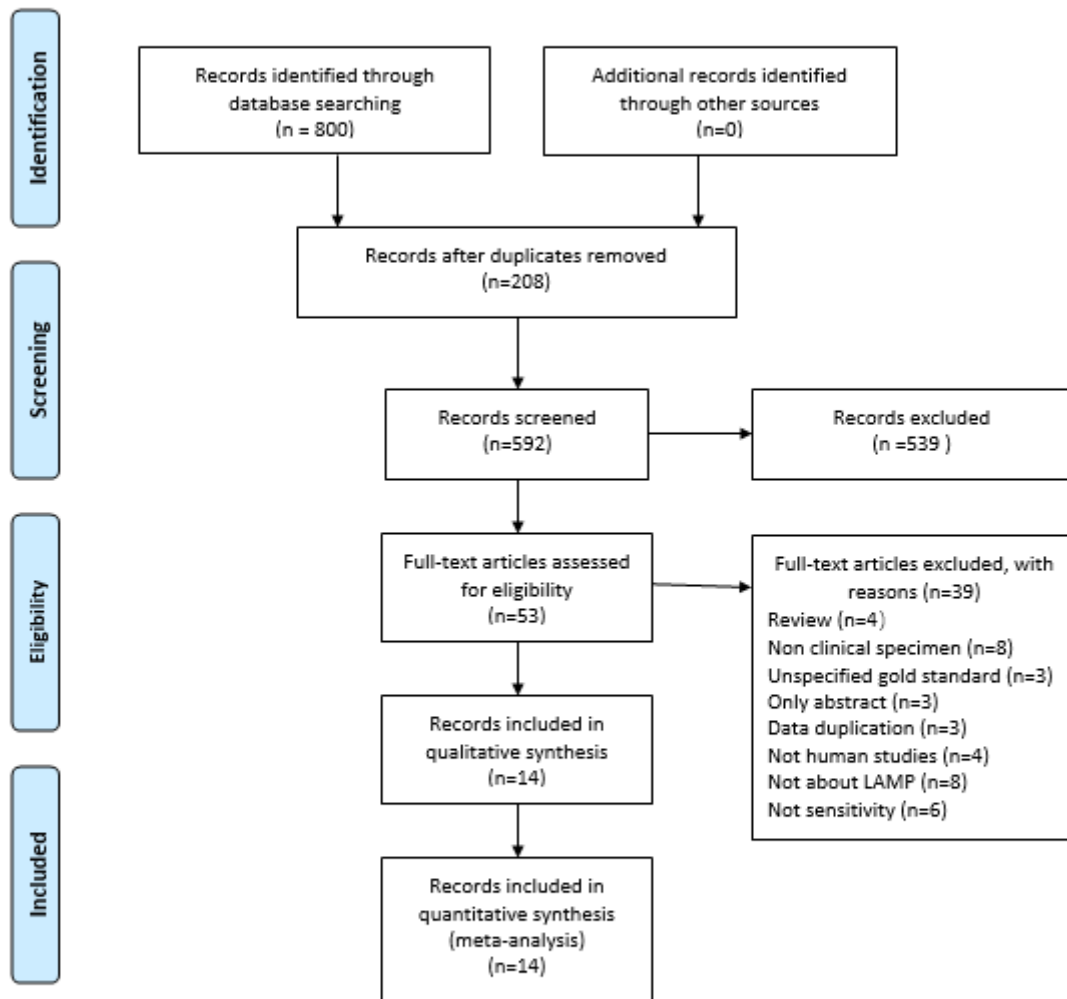 Identification
Records identified through
database searching
(n = 800)
Additional records identified
through other sources
(n=0)
Records after duplicates removed
(n=208)
Screening
Records screened
(n=592)
Records excluded
(n =539 )
Eligibility
Full-text articles assessed
for eligibility
(n=53)
Full-text articles excluded, with
reasons (n=39)
Review (n=4)
Non clinical specimen (n=8)
Unspecified gold standard (n=3)
Only abstract (n=3)
Data duplication (n=3)
Not human studies (n=4)
Not about LAMP (n=8)
Not sensitivity (n=6)
Records included in
qualitative synthesis
(n=14)
Included
Records included in
quantitative synthesis
(meta-analysis)
(n=14)